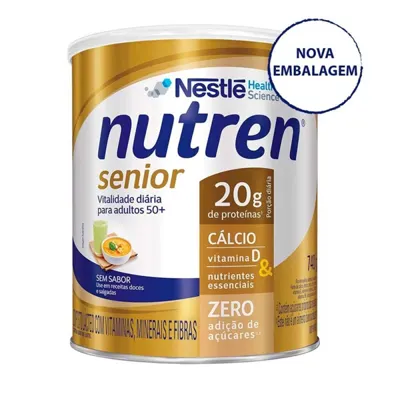 NOVA
EMBALAGEM
Nestlé
Health
Science
nutren®
senior
Vitalidade diária
para adultos 50+
20g
de proteínas
Porção diária
CÁLCIO
vitamina D
&
nutrientes
essenciais
SEM SABOR
Use em receitas doces
e salgadas
ZERO
adição de
açúcares
COM VITAMINAS, MINERAIS E FIBRAS